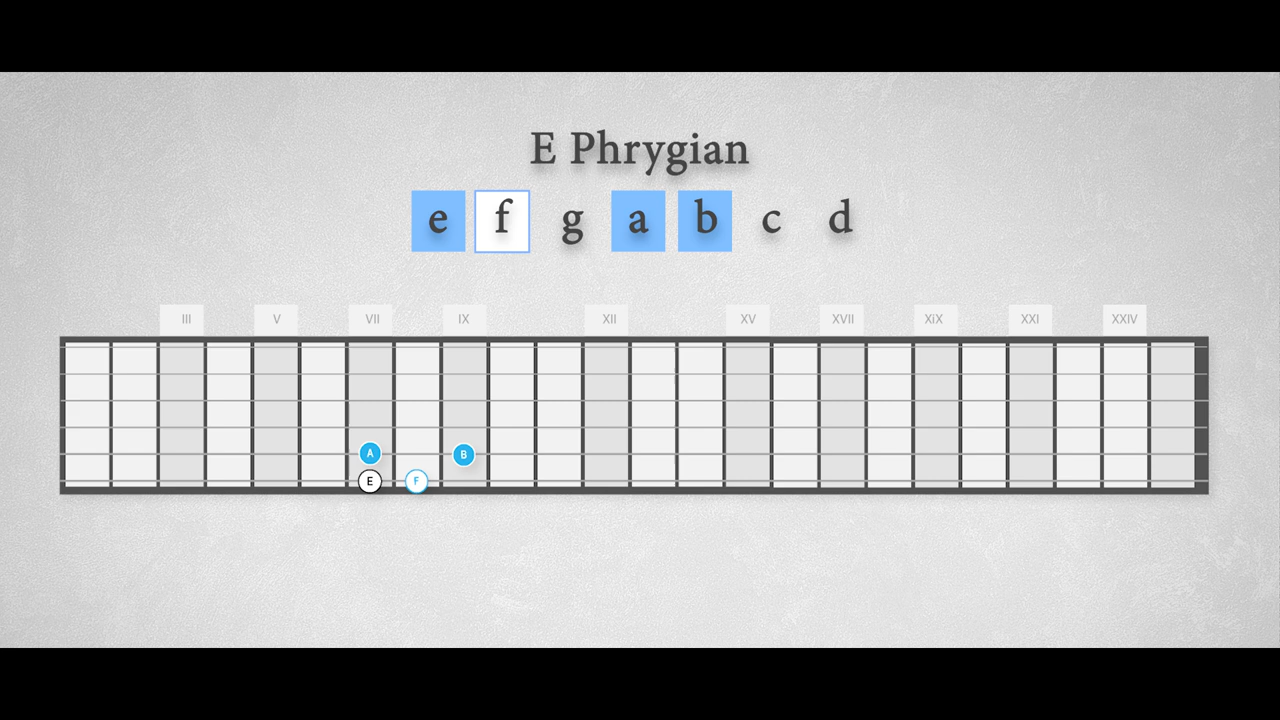 E Phrygian
e f g a b c d
III V VII IX XII XV XVII XiX XXI XXIV
A B
E F